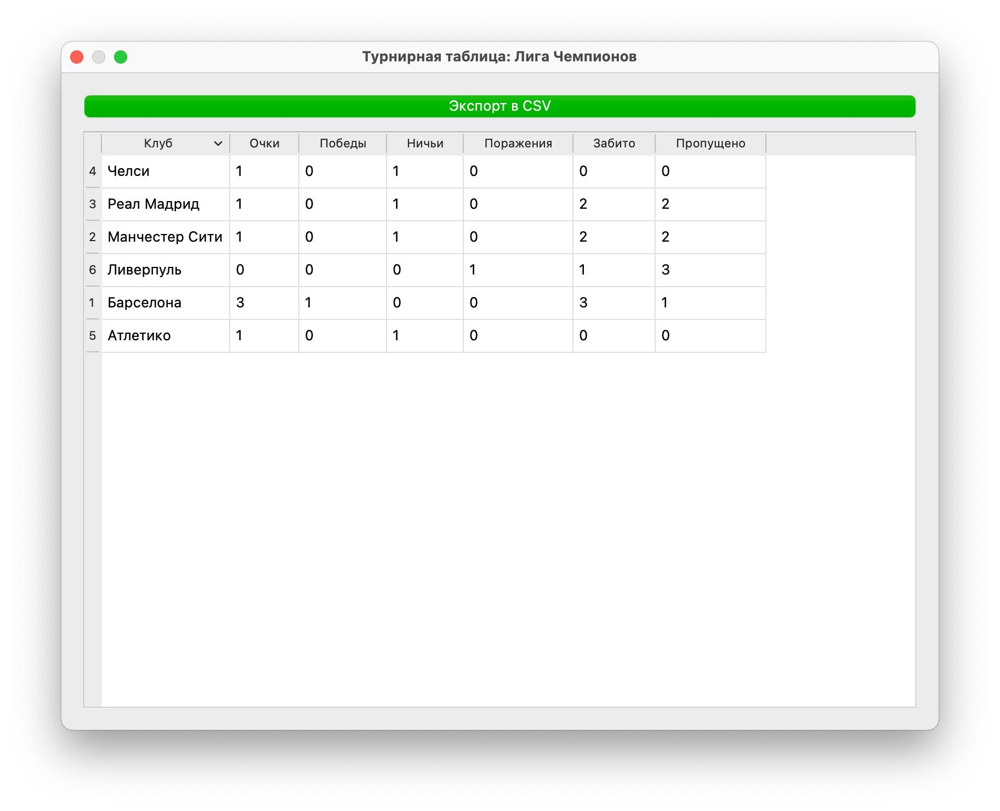 Турнирная таблица: Лига Чемпионов
Экспорт в CSV
Клуб Очки Победы Ничьи Поражения Забито Пропущено
4 Челси 1 0 1 0 0 0
3 Реал Мадрид 1 0 1 0 2 2
2 Манчестер Сити 1 0 1 0 2 2
6 Ливерпуль 0 0 0 1 1 3
1 Барселона 3 1 0 0 3 1
5 Атлетико 1 0 1 0 0 0